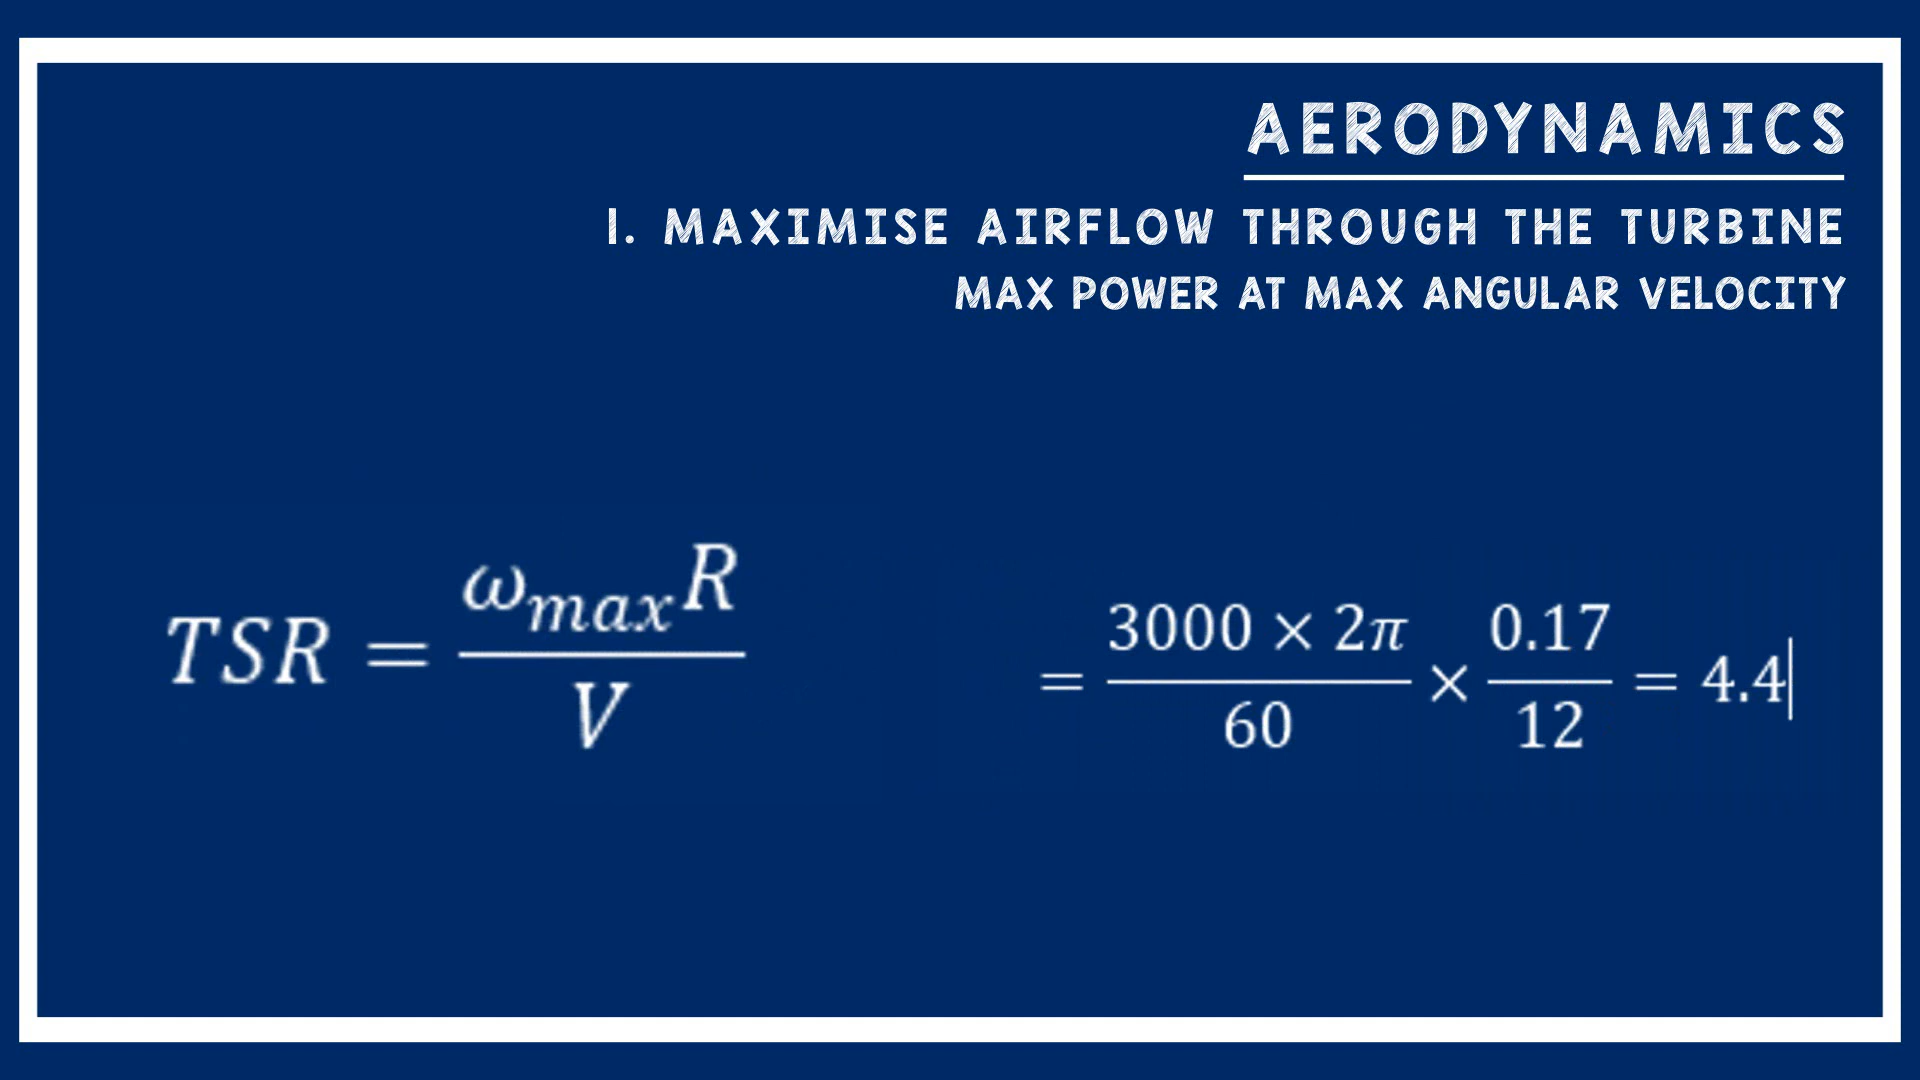 AERODYNAMICS
1. MAXIMISE AIRFLOW THROUGH THE TURBINE
MAX POWER AT MAX ANGULAR VELOCITY
TSR = ω_max R / V
= 3000 × 2π / 60 × 0.17 / 12 = 4.4